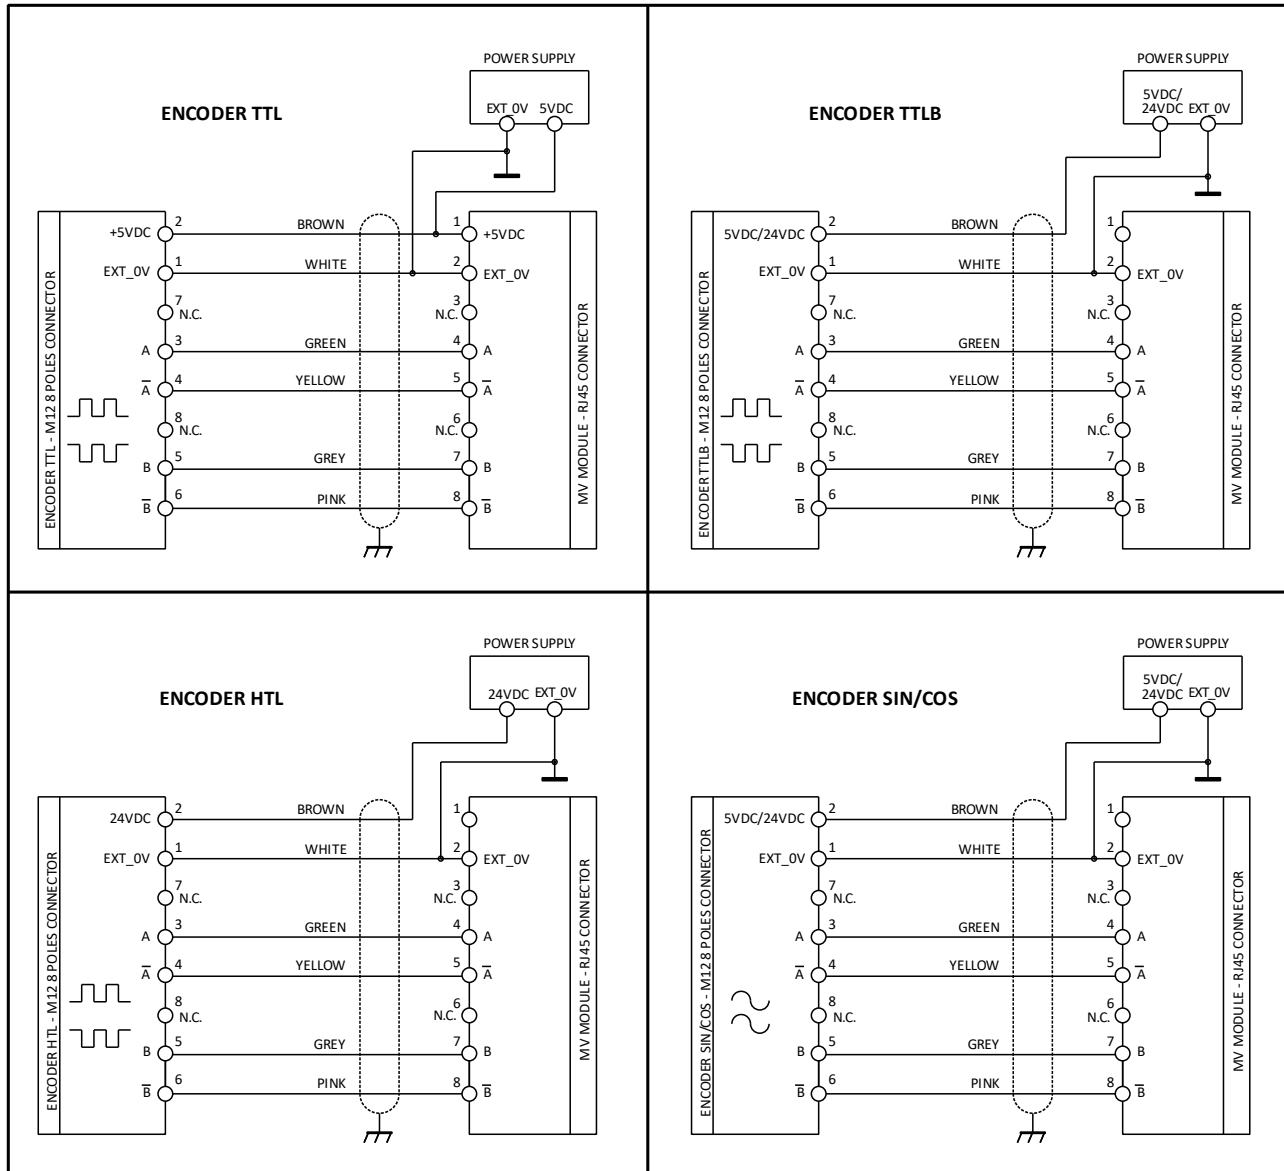 POWER SUPPLY
EXT_0V 5VDC
ENCODER TTL
ENCODER TTL - M12 8 POLES CONNECTOR
+5VDC 2 BROWN 1 +5VDC
EXT_0V 1 WHITE 2 EXT_0V
7 N.C. 3 N.C.
A 3 GREEN 4 A
A̅ 4 YELLOW 5 A̅
8 N.C. 6 N.C.
B 5 GREY 7 B
B̅ 6 PINK 8 B̅
MV MODULE - RJ45 CONNECTOR
POWER SUPPLY
5VDC/
24VDC EXT_0V
ENCODER TTLB
ENCODER TTLB - M12 8 POLES CONNECTOR
5VDC/24VDC 2 BROWN 1
EXT_0V 1 WHITE 2 EXT_0V
7 N.C. 3 N.C.
A 3 GREEN 4 A
A̅ 4 YELLOW 5 A̅
8 N.C. 6 N.C.
B 5 GREY 7 B
B̅ 6 PINK 8 B̅
MV MODULE - RJ45 CONNECTOR
POWER SUPPLY
24VDC EXT_0V
ENCODER HTL
ENCODER HTL - M12 8 POLES CONNECTOR
24VDC 2 BROWN 1
EXT_0V 1 WHITE 2 EXT_0V
7 N.C. 3 N.C.
A 3 GREEN 4 A
A̅ 4 YELLOW 5 A̅
8 N.C. 6 N.C.
B 5 GREY 7 B
B̅ 6 PINK 8 B̅
MV MODULE - RJ45 CONNECTOR
POWER SUPPLY
5VDC/
24VDC EXT_0V
ENCODER SIN/COS
ENCODER SIN/COS - M12 8 POLES CONNECTOR
5VDC/24VDC 2 BROWN 1
EXT_0V 1 WHITE 2 EXT_0V
7 N.C. 3 N.C.
A 3 GREEN 4 A
A̅ 4 YELLOW 5 A̅
8 N.C. 6 N.C.
B 5 GREY 7 B
B̅ 6 PINK 8 B̅
MV MODULE - RJ45 CONNECTOR